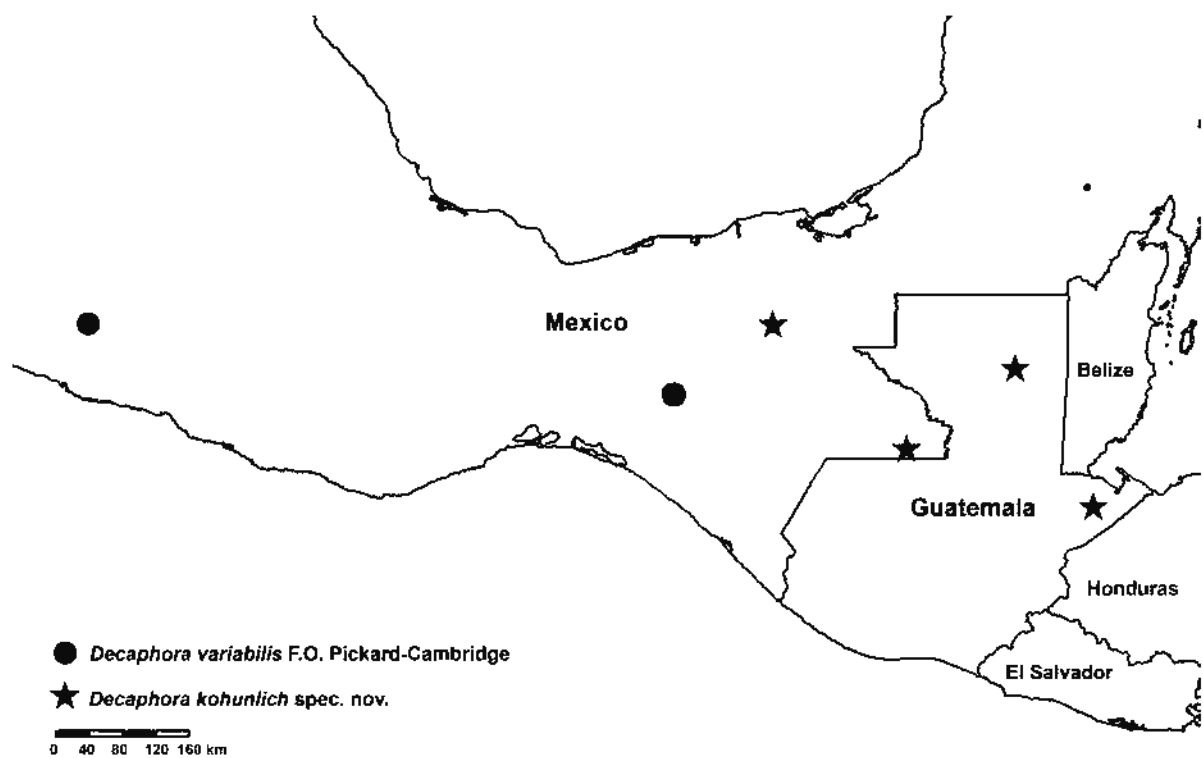 Mexico
Belize
Guatemala
Honduras
El Salvador
Decaphora variabilis F.O. Pickard-Cambridge
Decaphora kohunlich spec. nov.
0 40 80 120 160 km